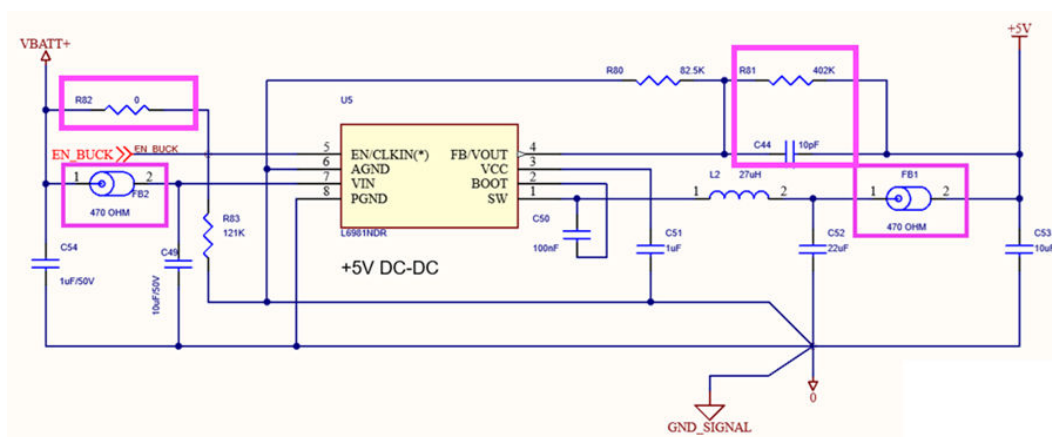 VBATT+
+5V
R82
0
R80
82.5K
R81
402K
U5
EN_BUCK
EN_BUCK
5
EN/CLKIN(*)
FB/VOUT
4
C44
10pF
6
AGND
VCC
3
7
VIN
BOOT
2
8
PGND
SW
1
L2
27uH
1
2
FB1
1
2
470 OHM
1
2
FB2
470 OHM
R83
121K
L6981NDR
+5V DC-DC
C50
100nF
C51
1uF
C52
22uF
C53
10uF
C54
1uF/50V
C49
10uF/50V
0
GND_SIGNAL